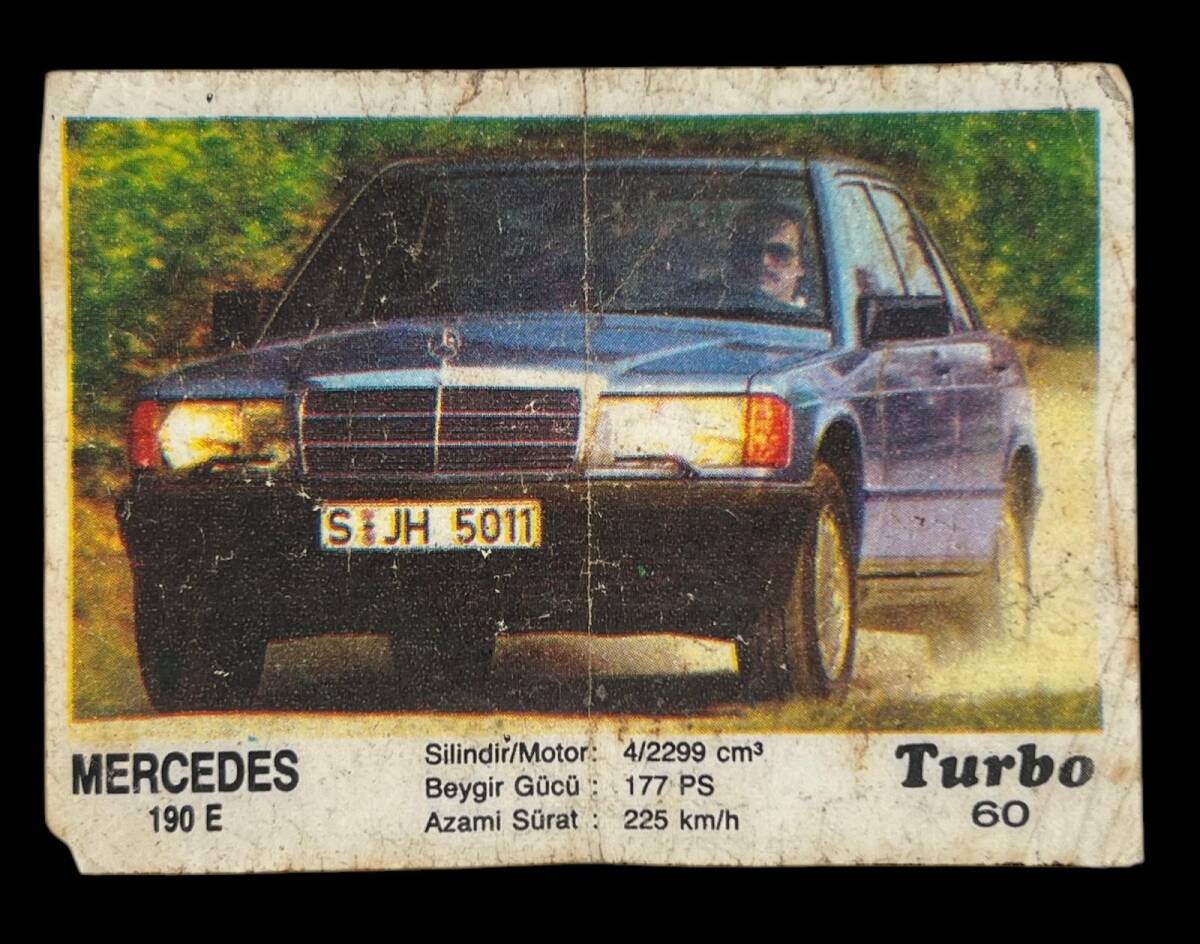 S JH 5011
MERCEDES
190 E
Silindir/Motor: 4/2299 cm³
Beygir Gücü : 177 PS
Azami Sürat : 225 km/h
Turbo
60